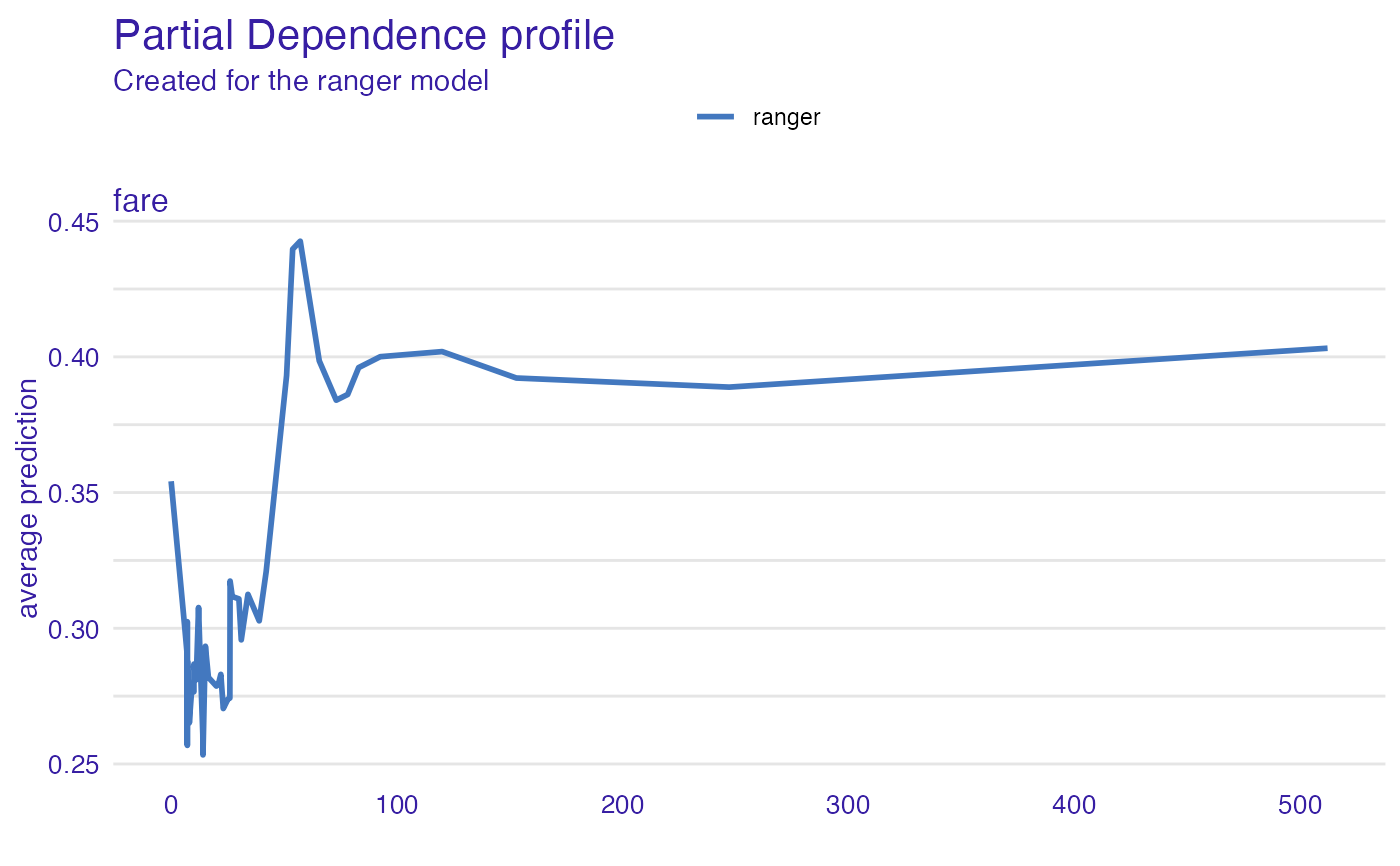 Partial Dependence profile
Created for the ranger model
ranger
fare
average prediction
0.45
0.40
0.35
0.30
0.25
0 100 200 300 400 500